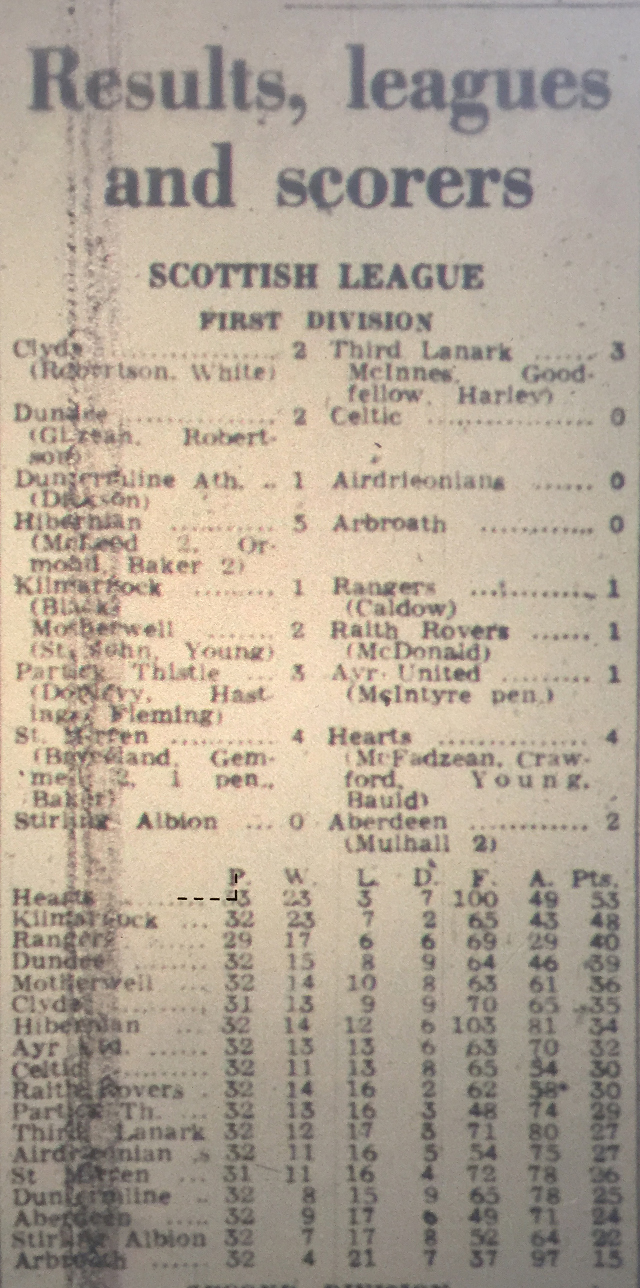 Results, leagues
and scorers
SCOTTISH LEAGUE
FIRST DIVISION
Clyde .............. 2 Third Lanark ...... 3
(Robertson, White) McInnes, Good-
fellow, Harley)
Dundee .............. 2 Celtic .............. 0
(Gilzean, Robert-
son)
Dunfermline Ath. .. 1 Airdrieonians ....... 0
(Dickson)
Hibernian ........... 5 Arbroath ............ 0
(McLeod 2, Or-
mond, Baker 2)
Kilmarnock ......... 1 Rangers ............. 1
(Black) (Caldow)
Motherwell ....... 2 Raith Rovers ...... 1
(St. John, Young) (McDonald)
Partick Thistle ... 3 Ayr United ......... 1
Hast- (McIntyre pen.)
ings, Fleming)
St. Mirren .......... 4 Hearts .............. 4
Gem- (McFadzean, Craw-
mell 2, 1 pen., ford, Young,
Baker) Bauld)
Stirling Albion ... 0 Aberdeen ........... 2
(Mulhall 2)
P. W. L. D. F. A. Pts.
Hearts 23 3 7 100 49 53
Kilmarnock ... 32 23 7 2 65 43 48
Rangers ....... 29 17 6 6 69 29 40
Dundee ........ 32 15 8 9 64 46 39
Motherwell .... 32 14 10 8 63 61 36
Clyde ......... 31 13 9 9 70 65 35
Hibernian ... 32 14 12 6 103 81 34
Ayr Utd. ...... 32 13 13 6 63 70 32
Celtic ........ 32 11 13 8 65 54 30
Raith Rovers . 32 14 16 2 62 58 30
Partick Th. ... 32 13 16 3 48 74 29
Third Lanark 32 12 17 3 71 80 27
Airdrieonian s 32 11 16 5 54 75 27
St Mirren ... 31 11 16 4 72 78 26
Dunfermline .. 32 8 15 9 65 78 25
Aberdeen ..... 32 9 17 6 49 71 24
Stirling Albion 32 7 17 8 52 64 22
Arbroath ...... 32 4 21 7 37 97 15